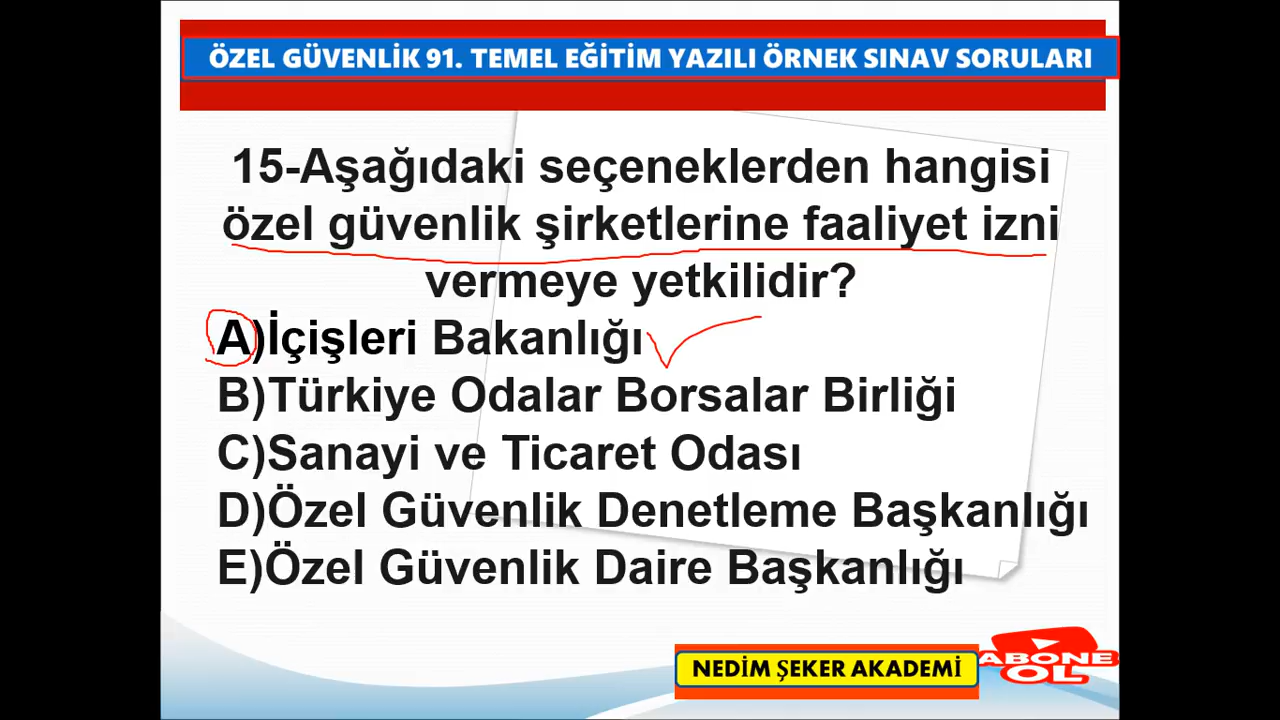 ÖZEL GÜVENLİK 91. TEMEL EĞİTİM YAZILI ÖRNEK SINAV SORULARI
15-Aşağıdaki seçeneklerden hangisi
özel güvenlik şirketlerine faaliyet izni
vermeye yetkilidir?
A)İçişleri Bakanlığı
B)Türkiye Odalar Borsalar Birliği
C)Sanayi ve Ticaret Odası
D)Özel Güvenlik Denetleme Başkanlığı
E)Özel Güvenlik Daire Başkanlığı
NEDİM ŞEKER AKADEMİ
ABONE
OL